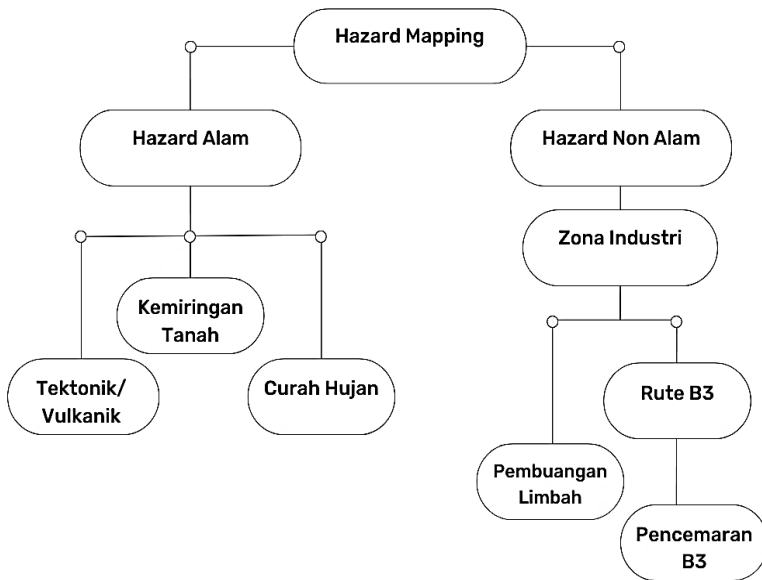 Hazard Mapping
Hazard Alam
Hazard Non Alam
Zona Industri
Kemiringan
Tanah
Tektonik/
Vulkanik
Curah Hujan
Rute B3
Pembuangan
Limbah
Pencemaran
B3